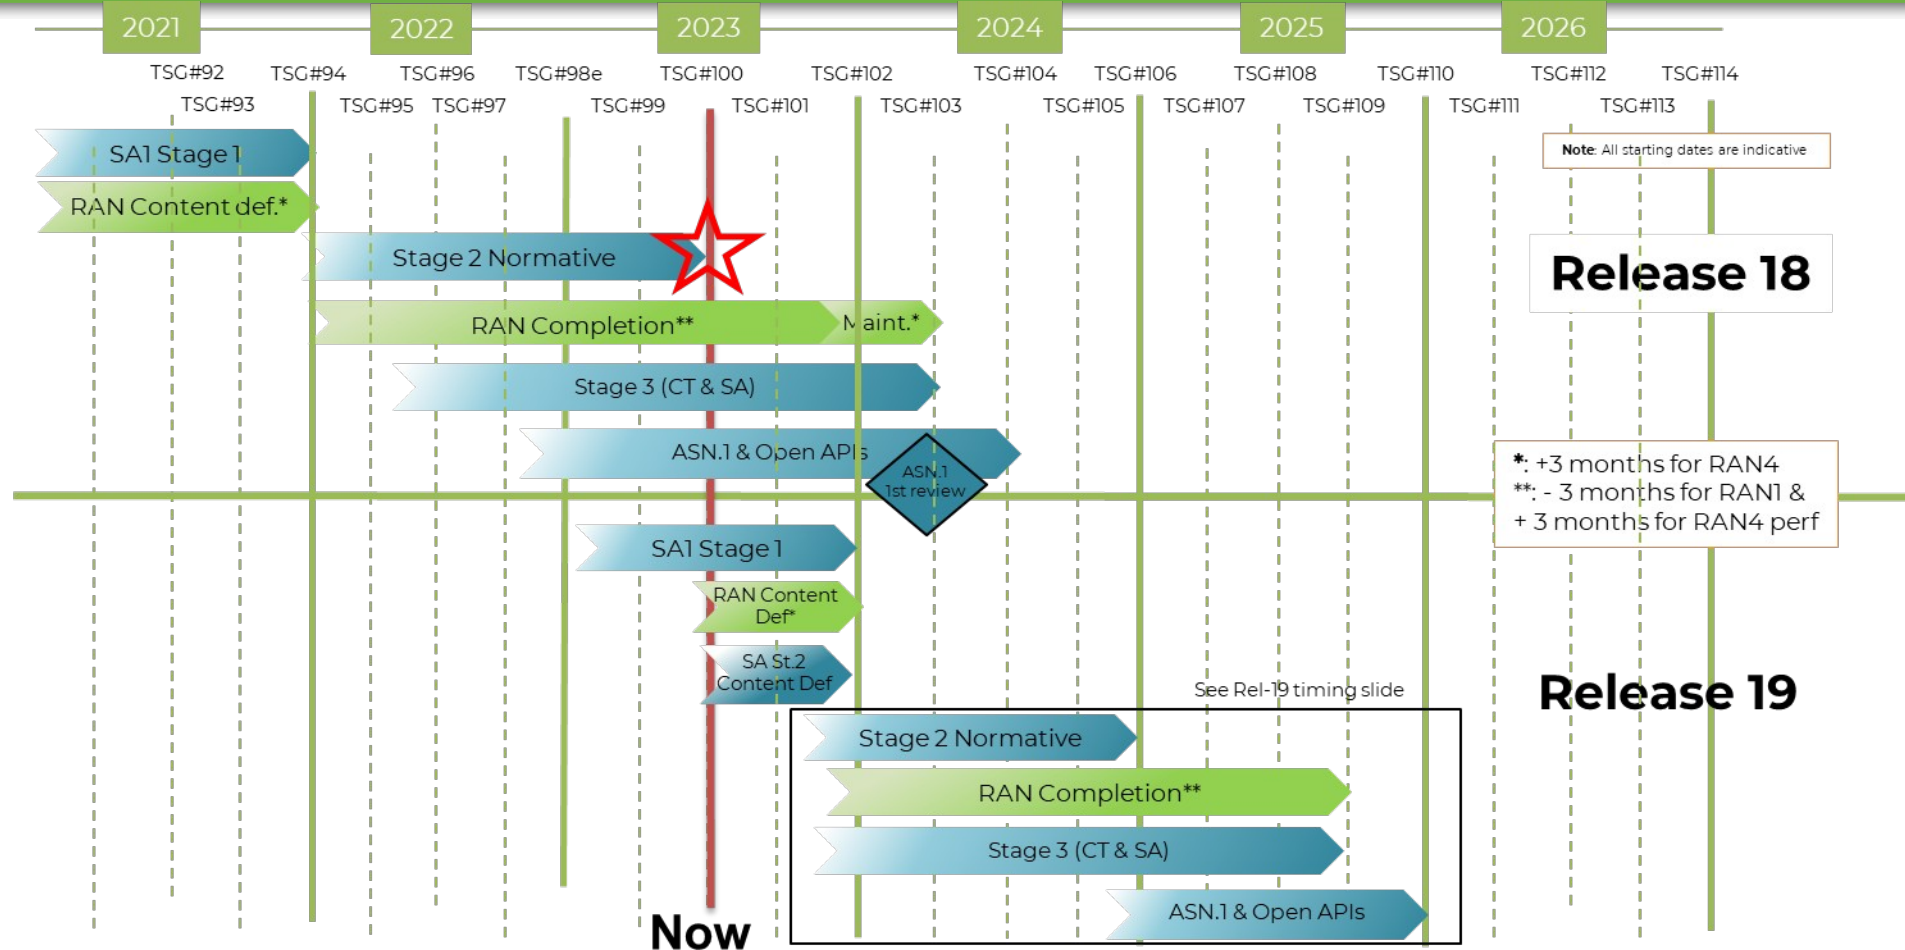 2021 2022 2023 2024 2025 2026
TSG#92 TSG#94 TSG#96 TSG#98e TSG#100 TSG#102 TSG#104 TSG#106 TSG#108 TSG#110 TSG#112 TSG#114
TSG#93 TSG#95 TSG#97 TSG#99 TSG#101 TSG#103 TSG#105 TSG#107 TSG#109 TSG#111 TSG#113
SA1 Stage 1
Note: All starting dates are indicative
RAN Content def.*
Stage 2 Normative
Release 18
RAN Completion**
Maint.*
Stage 3 (CT & SA)
ASN.1 & Open APIs
ASN.1
1st review
*: +3 months for RAN4
**: - 3 months for RAN1 &
+ 3 months for RAN4 perf
SA1 Stage 1
RAN Content
Def*
SA St.2
Content Def
See Rel-19 timing slide
Release 19
Stage 2 Normative
RAN Completion**
Stage 3 (CT & SA)
ASN.1 & Open APIs
Now